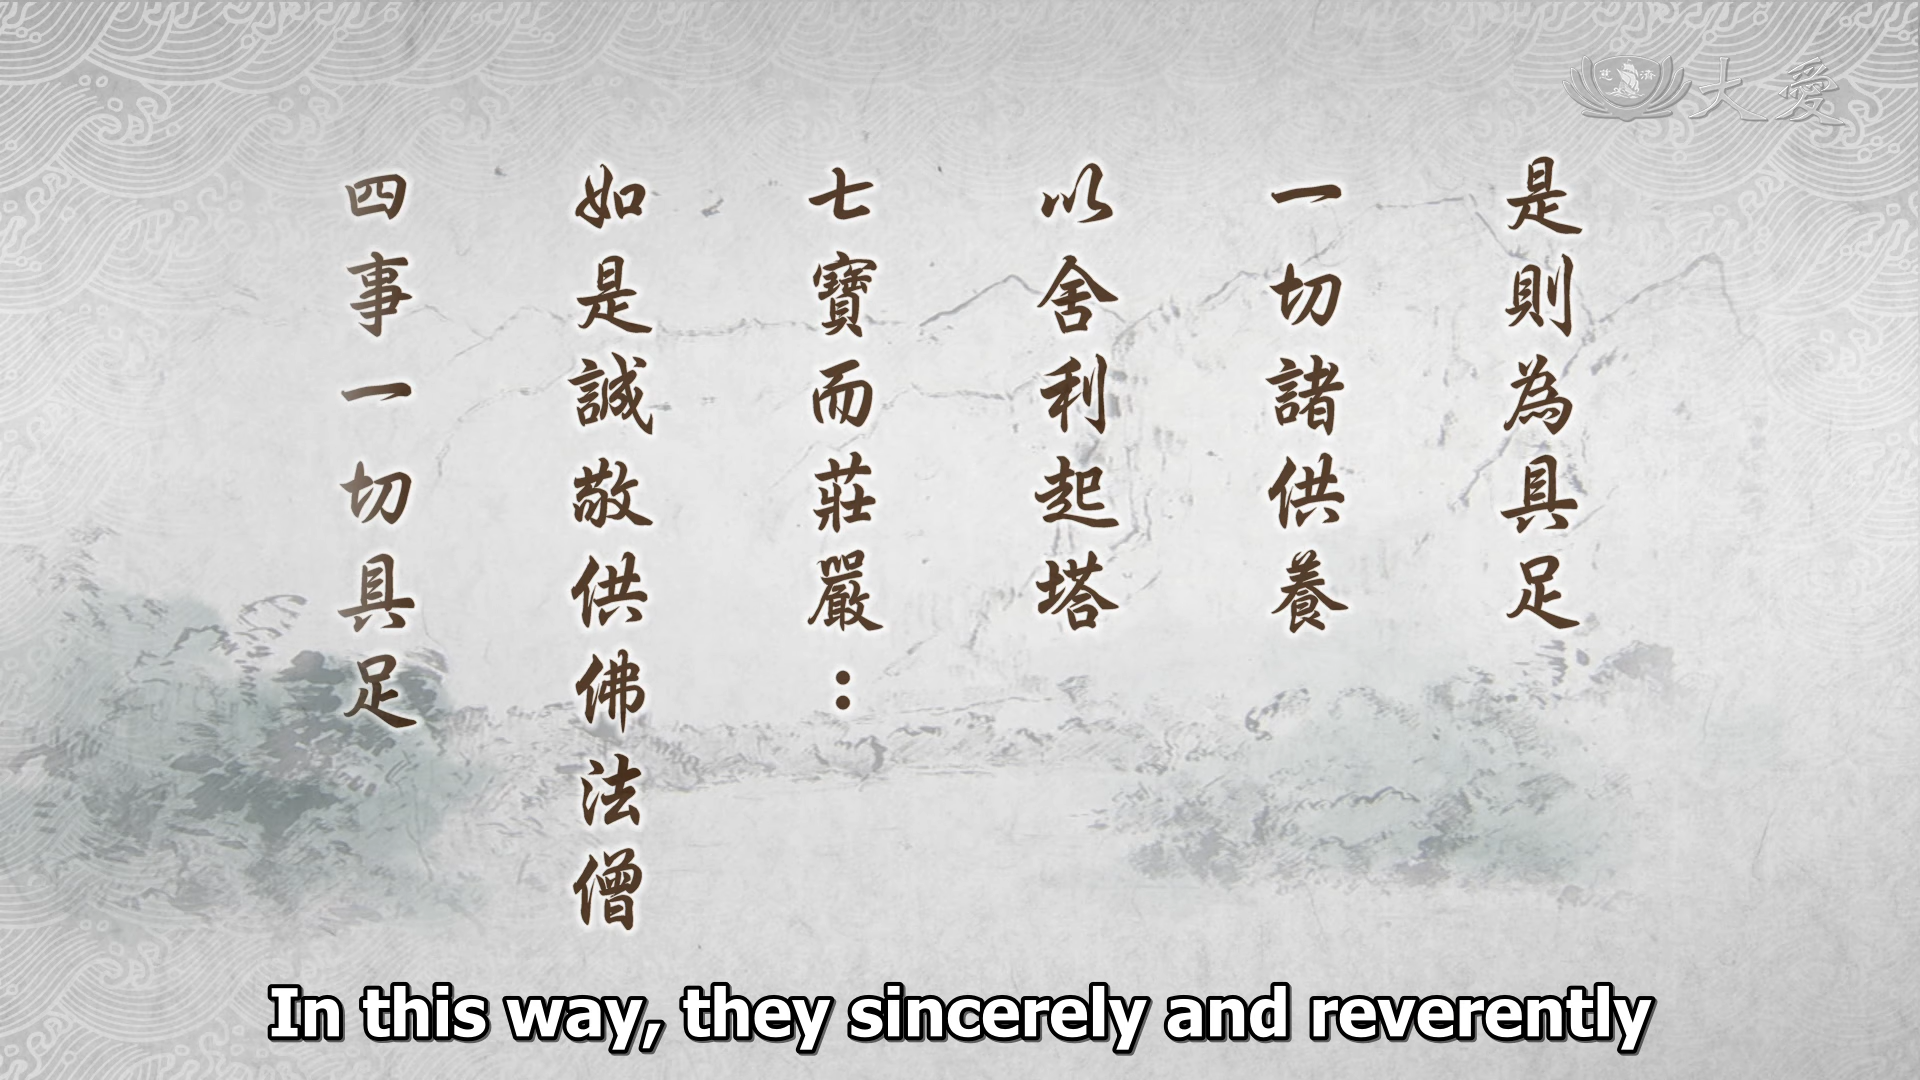 慈濟
大愛
是則為具足
一切諸供養
以舍利起塔
七寶而莊嚴：
如是誠敬供佛法僧
四事一切具足
In this way, they sincerely and reverently